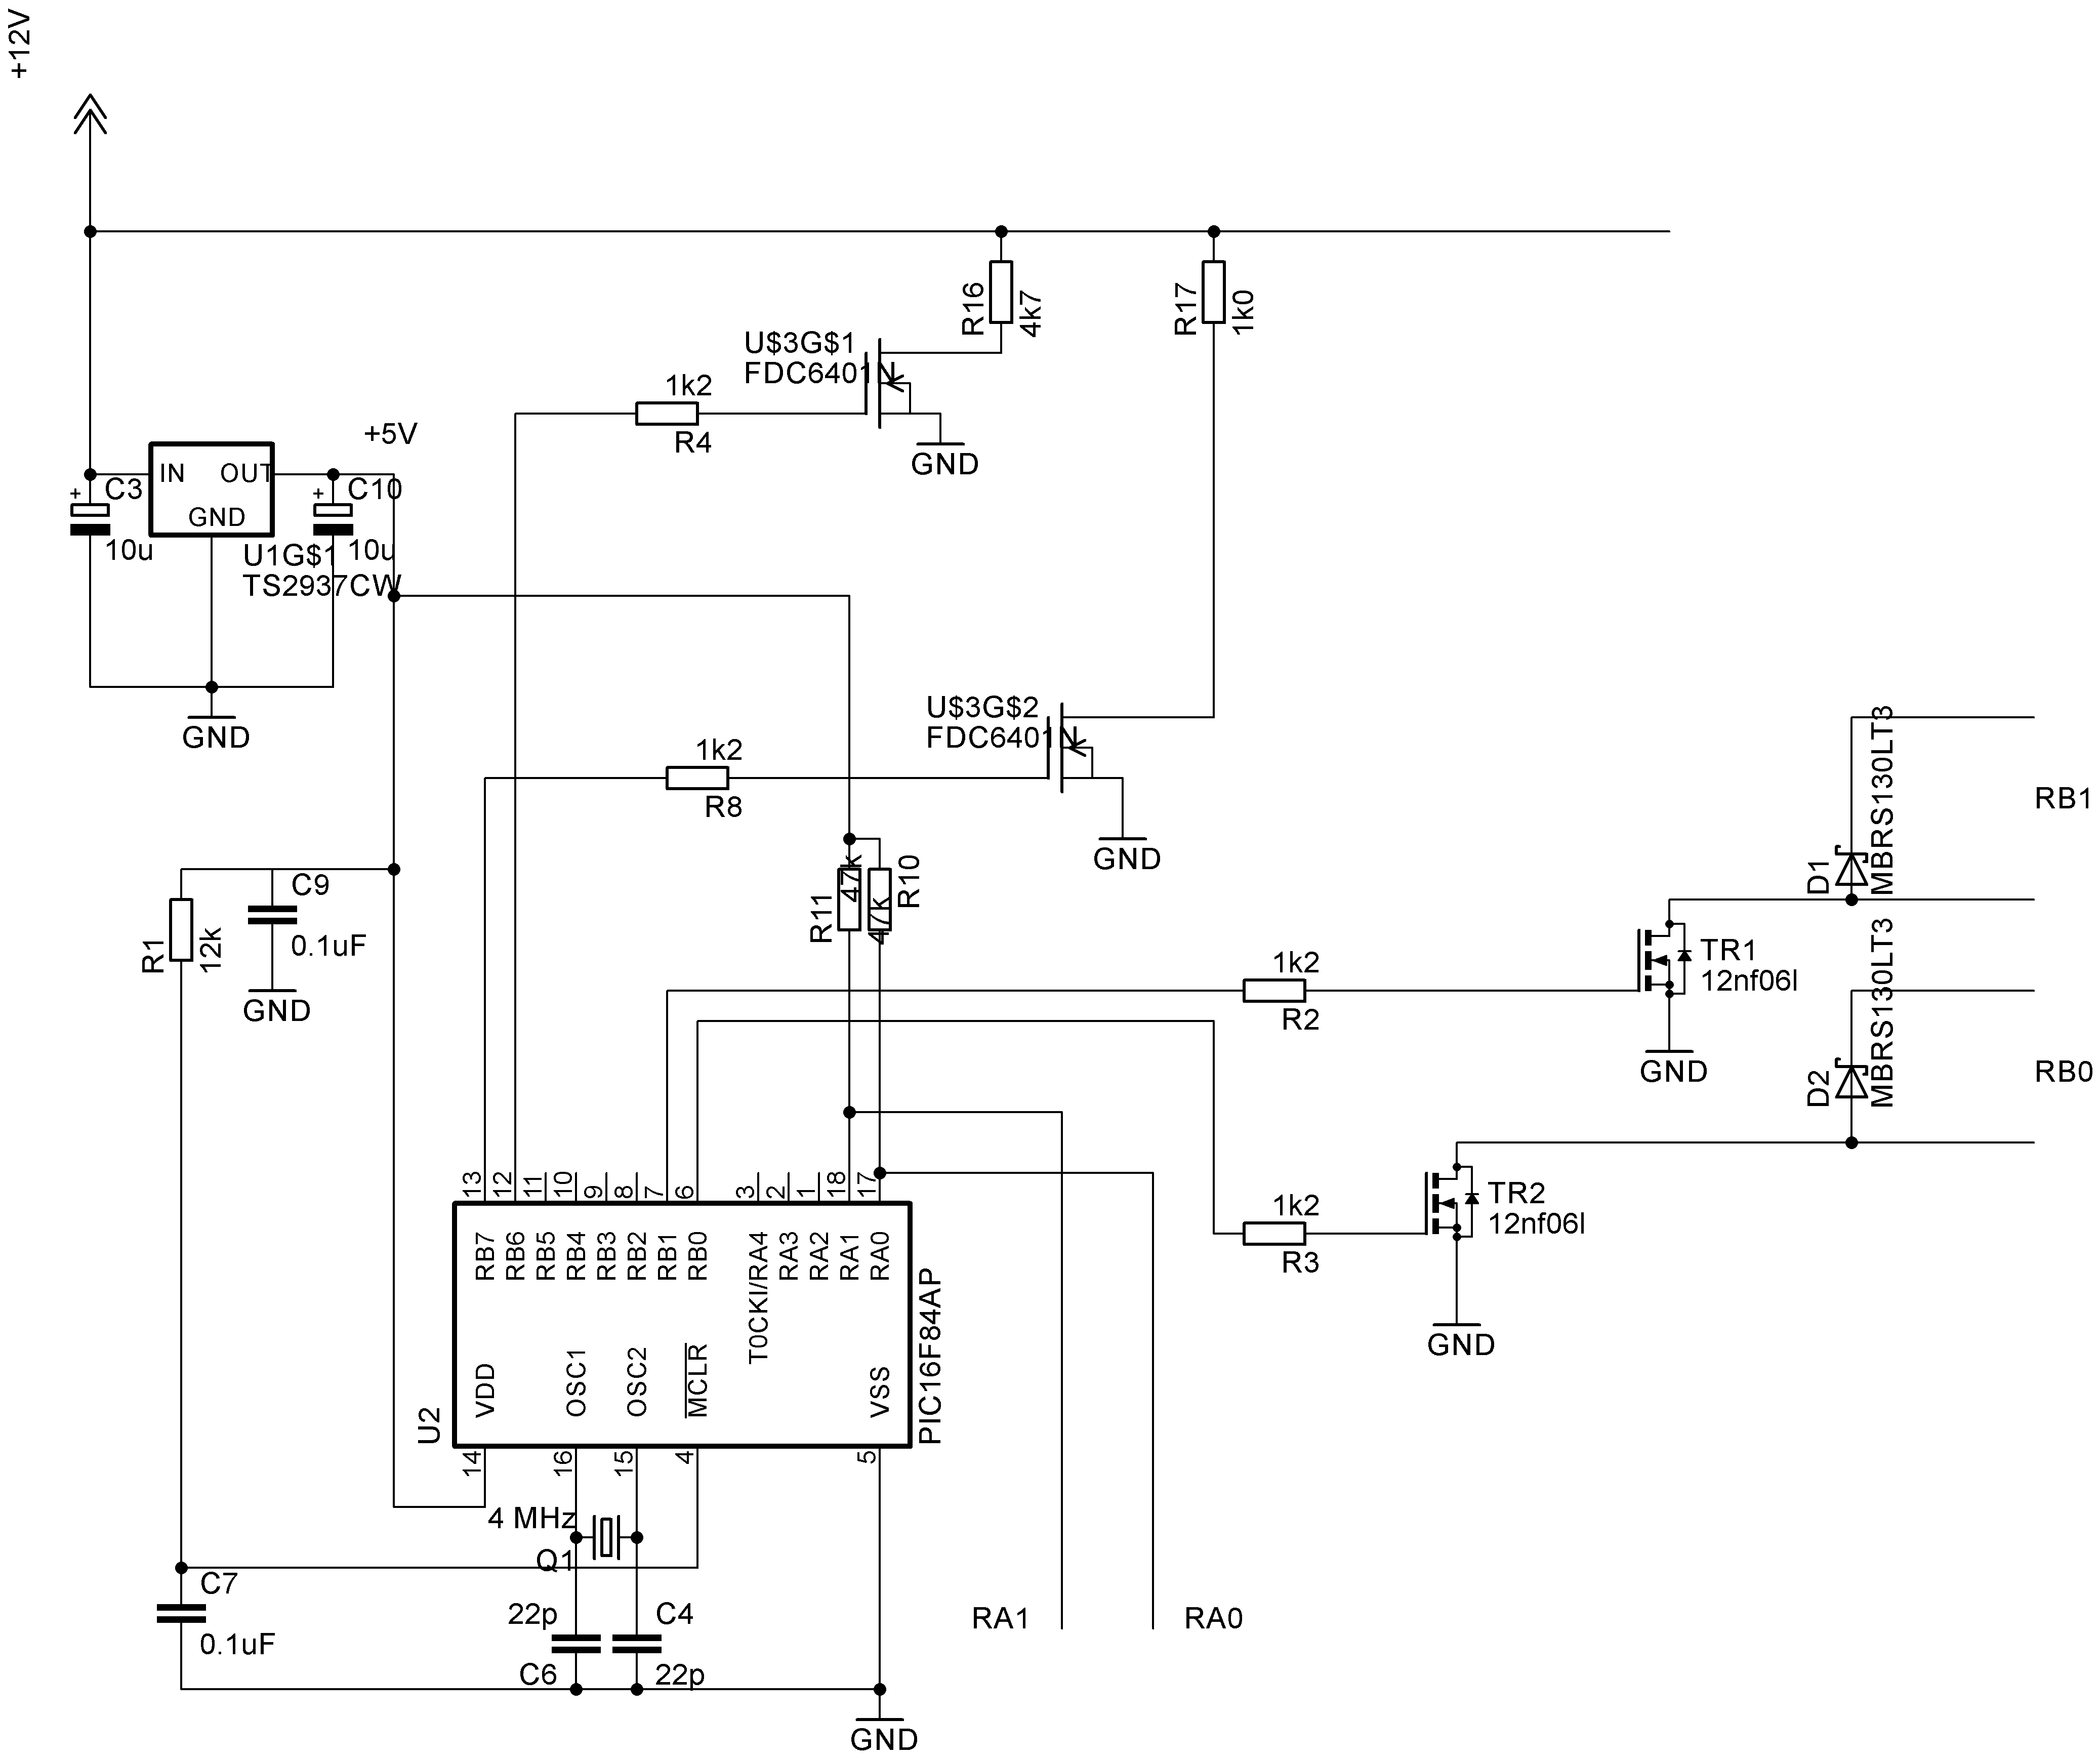 +12V
R16
4k7
R17
1k0
U$3G$1
FDC6401N
1k2
R4
GND
+5V
IN
OUT
GND
+
C3
10u
+
C10
10u
U1G$1
TS2937CW
GND
U$3G$2
FDC6401N
1k2
R8
GND
MBRS130LT3
D1
RB1
R11
47k
R10
47k
C9
0.1uF
GND
R1
12k
1k2
R2
TR1
12nf06l
GND
MBRS130LT3
D2
RB0
1k2
R3
TR2
12nf06l
GND
13
12
11
10
9
8
7
6
3
2
1
18
17
RB7
RB6
RB5
RB4
RB3
RB2
RB1
RB0
T0CKI/RA4
RA3
RA2
RA1
RA0
VDD
OSC1
OSC2
MCLR
VSS
U2
PIC16F84AP
14
16
15
4
5
4 MHz
Q1
C7
0.1uF
22p
C6
C4
22p
RA1
RA0
GND